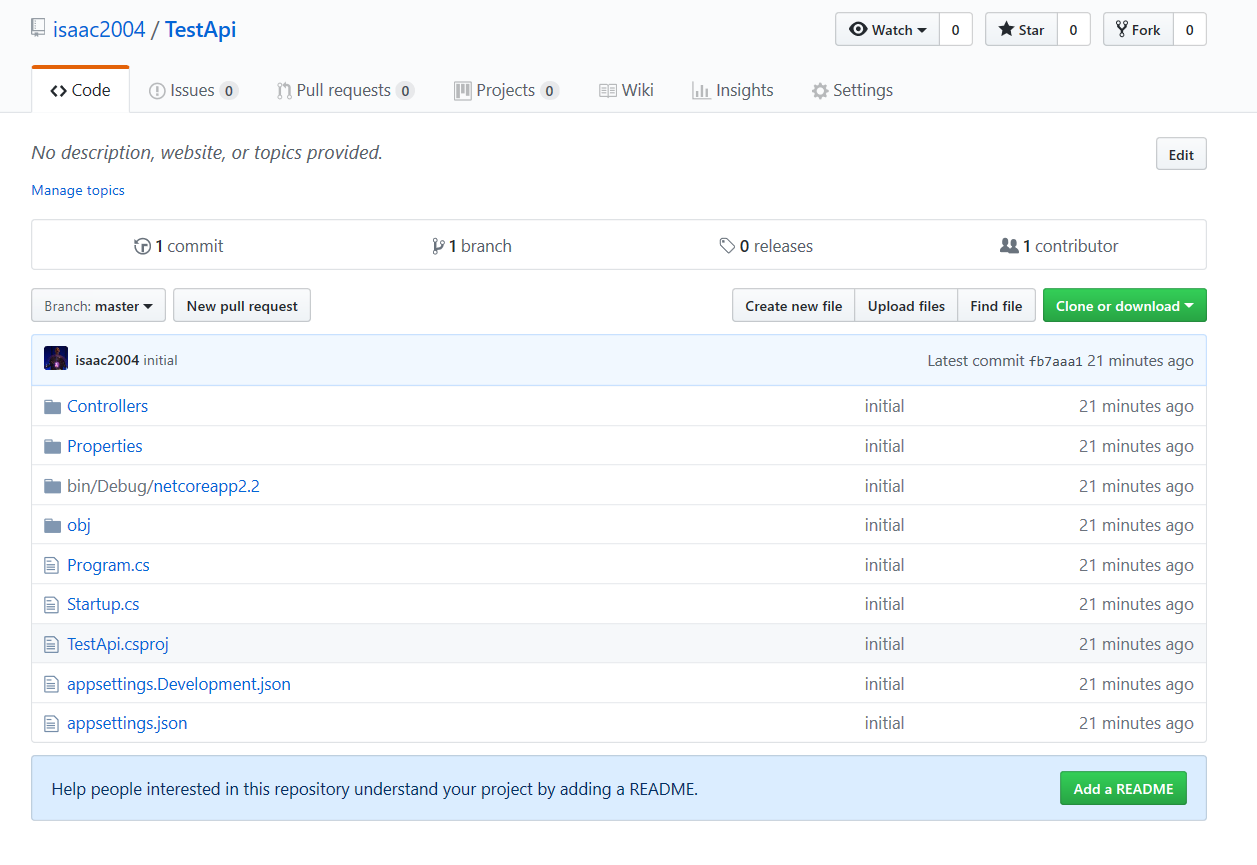 isaac2004 / TestApi Watch 0 Star 0 Fork 0
Code Issues 0 Pull requests 0 Projects 0 Wiki Insights Settings
No description, website, or topics provided. Edit
Manage topics
1 commit 1 branch 0 releases 1 contributor
Branch: master New pull request Create new file Upload files Find file Clone or download
isaac2004 initial Latest commit fb7aaa1 21 minutes ago
Controllers initial 21 minutes ago
Properties initial 21 minutes ago
bin/Debug/netcoreapp2.2 initial 21 minutes ago
obj initial 21 minutes ago
Program.cs initial 21 minutes ago
Startup.cs initial 21 minutes ago
TestApi.csproj initial 21 minutes ago
appsettings.Development.json initial 21 minutes ago
appsettings.json initial 21 minutes ago
Help people interested in this repository understand your project by adding a README. Add a README